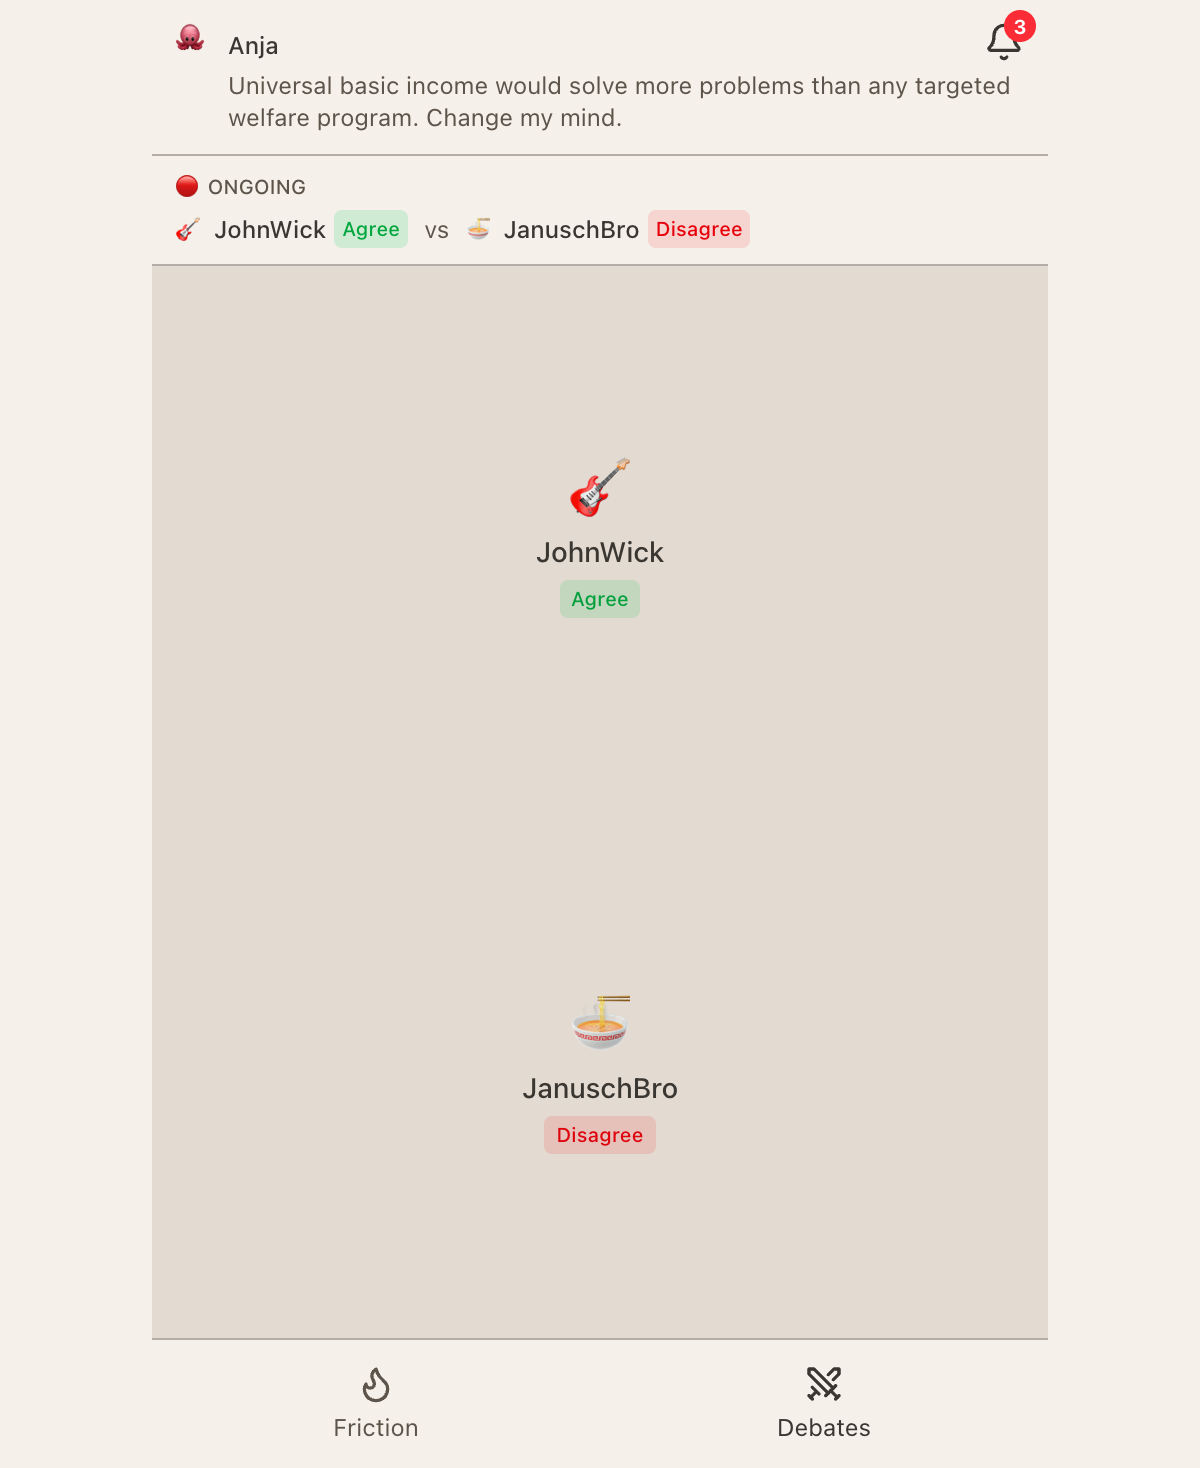 Anja
3
Universal basic income would solve more problems than any targeted
welfare program. Change my mind.
ONGOING
JohnWick Agree vs JanuschBro Disagree
JohnWick
Agree
JanuschBro
Disagree
Friction
Debates